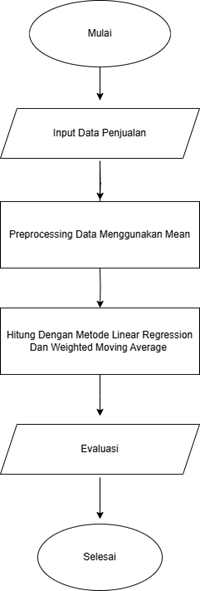 Mulai
Input Data Penjualan
Preprocessing Data Menggunakan Mean
Hitung Dengan Metode Linear Regression
Dan Weighted Moving Average
Evaluasi
Selesai